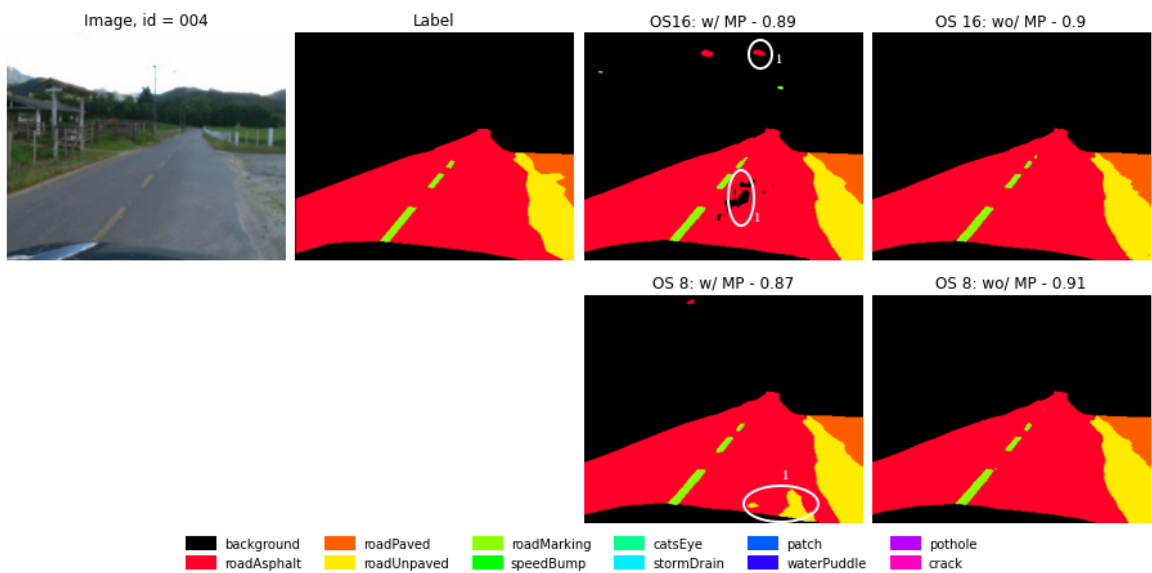 Image, id = 004
Label
OS16: w/ MP - 0.89
OS 16: wo/ MP - 0.9
1
1
OS 8: w/ MP - 0.87
OS 8: wo/ MP - 0.91
1
background
roadPaved
roadMarking
catsEye
patch
pothole
roadAsphalt
roadUnpaved
speedBump
stormDrain
waterPuddle
crack